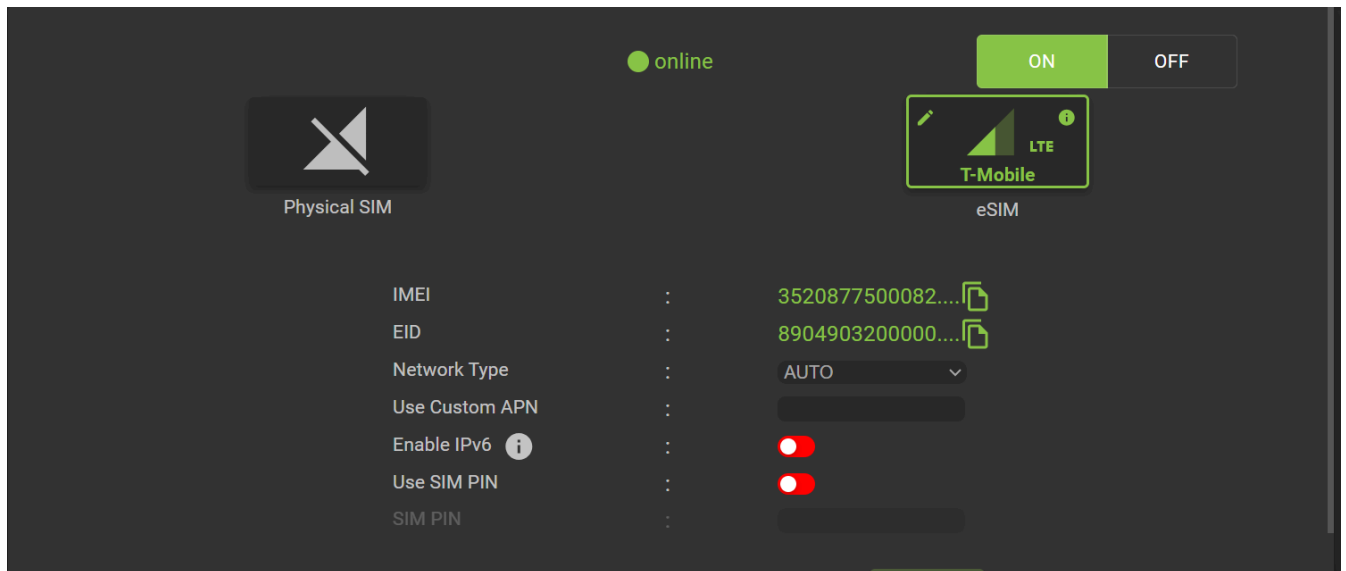 online
ON OFF
LTE
T-Mobile
Physical SIM eSIM
IMEI : 3520877500082....
EID : 8904903200000....
Network Type : AUTO
Use Custom APN :
Enable IPv6 i :
Use SIM PIN :
SIM PIN :